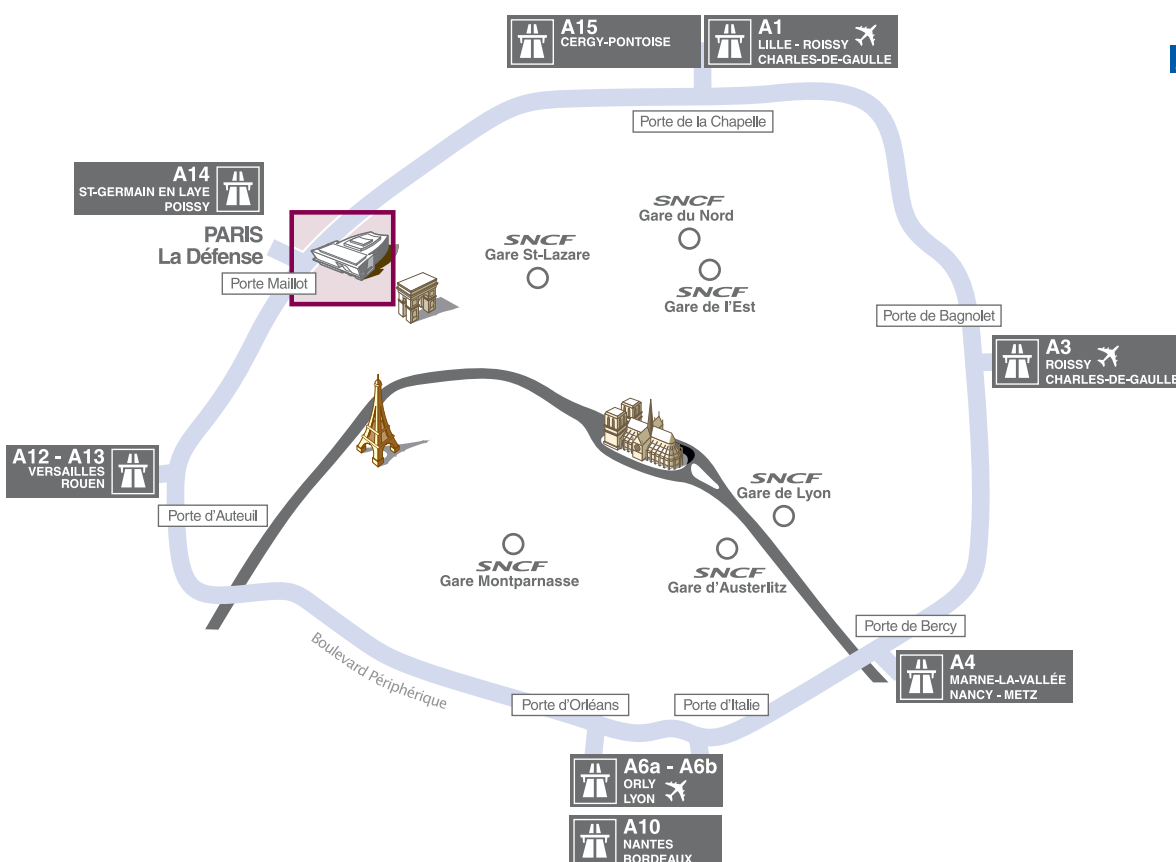 A15
CERGY-PONTOISE
A1
LILLE - ROISSY
CHARLES-DE-GAULLE
Porte de la Chapelle
A14
ST-GERMAIN EN LAYE
POISSY
PARIS
La Défense
Porte Maillot
SNCF
Gare St-Lazare
SNCF
Gare du Nord
SNCF
Gare de l'Est
Porte de Bagnolet
A3
ROISSY
CHARLES-DE-GAULLE
A12 - A13
VERSAILLES
ROUEN
Porte d'Auteuil
SNCF
Gare de Lyon
SNCF
Gare Montparnasse
SNCF
Gare d'Austerlitz
Porte de Bercy
A4
MARNE-LA-VALLÉE
NANCY - METZ
Boulevard Périphérique
Porte d'Orléans
Porte d'Italie
A6a - A6b
ORLY
LYON
A10
NANTES
BORDEAUX